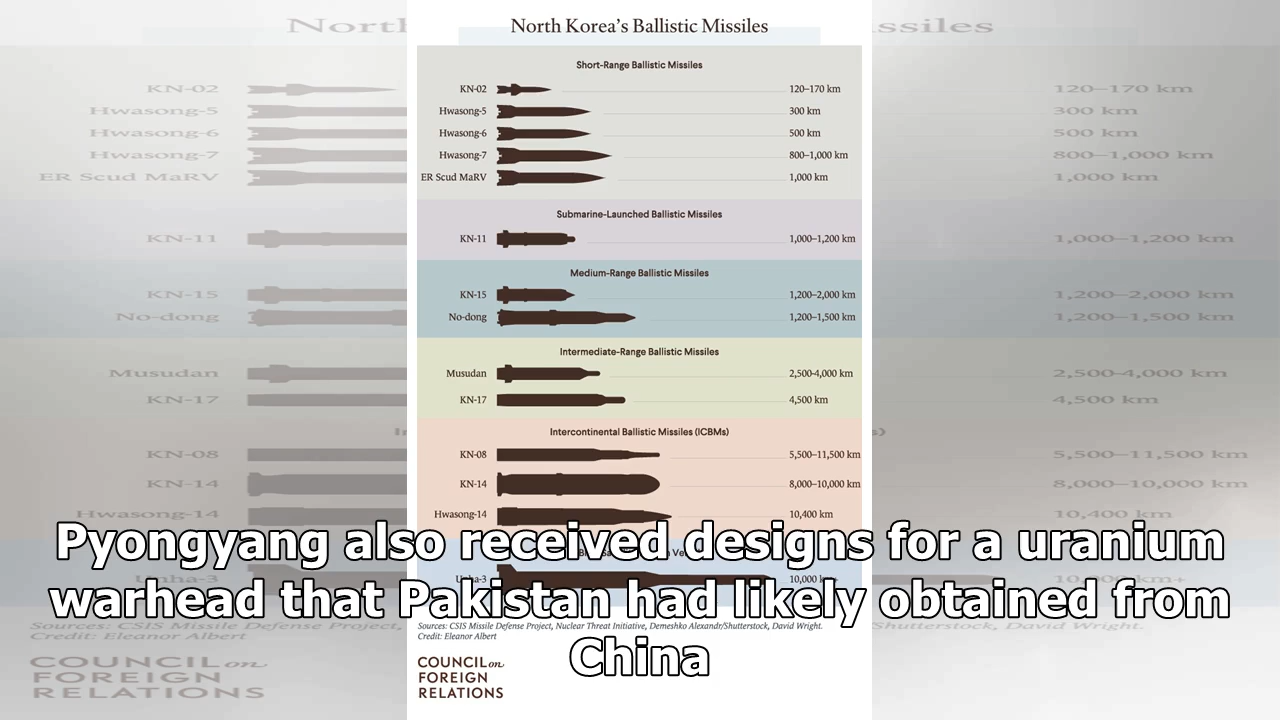 North Korea's Ballistic Missiles
Short-Range Ballistic Missiles
KN-02 120–170 km
Hwasong-5 300 km
Hwasong-6 500 km
Hwasong-7 800–1,000 km
ER Scud MaRV 1,000 km
Submarine-Launched Ballistic Missiles
KN-11 1,000–1,200 km
Medium-Range Ballistic Missiles
KN-15 1,200–2,000 km
No-dong 1,200–1,500 km
Intermediate-Range Ballistic Missiles
Musudan 2,500-4,000 km
KN-17 4,500 km
Intercontinental Ballistic Missiles (ICBMs)
KN-08 5,500–11,500 km
KN-14 8,000–10,000 km
Hwasong-14 10,400 km
Unha-3 10,000 km+
Pyongyang also received designs for a uranium
warhead that Pakistan had likely obtained from
China
Sources: CSIS Missile Defense Project, Nuclear Threat Initiative, Demeshko Alexandr/Shutterstock, David Wright.
Credit: Eleanor Albert
COUNCIL on
FOREIGN
RELATIONS